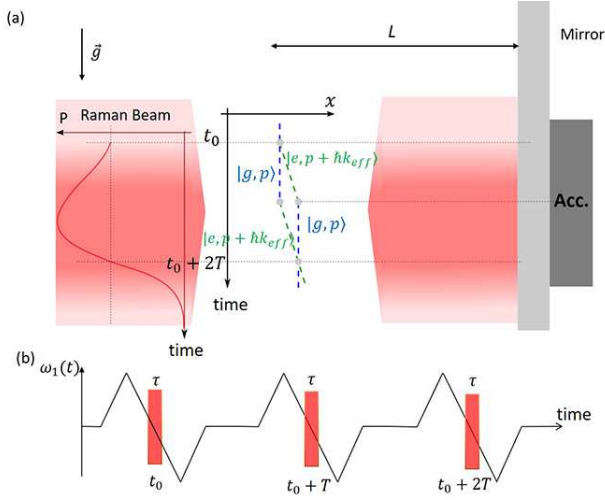 (a)
L
Mirror
g⃗
P
Raman Beam
x
t₀
|e, p + ħk_eff⟩
|g, p⟩
Acc.
|g, p⟩
|e, p + ħk_eff⟩
t₀ + 2T
time
time
(b)
ω₁(t)
τ
τ
τ
time
t₀
t₀ + T
t₀ + 2T